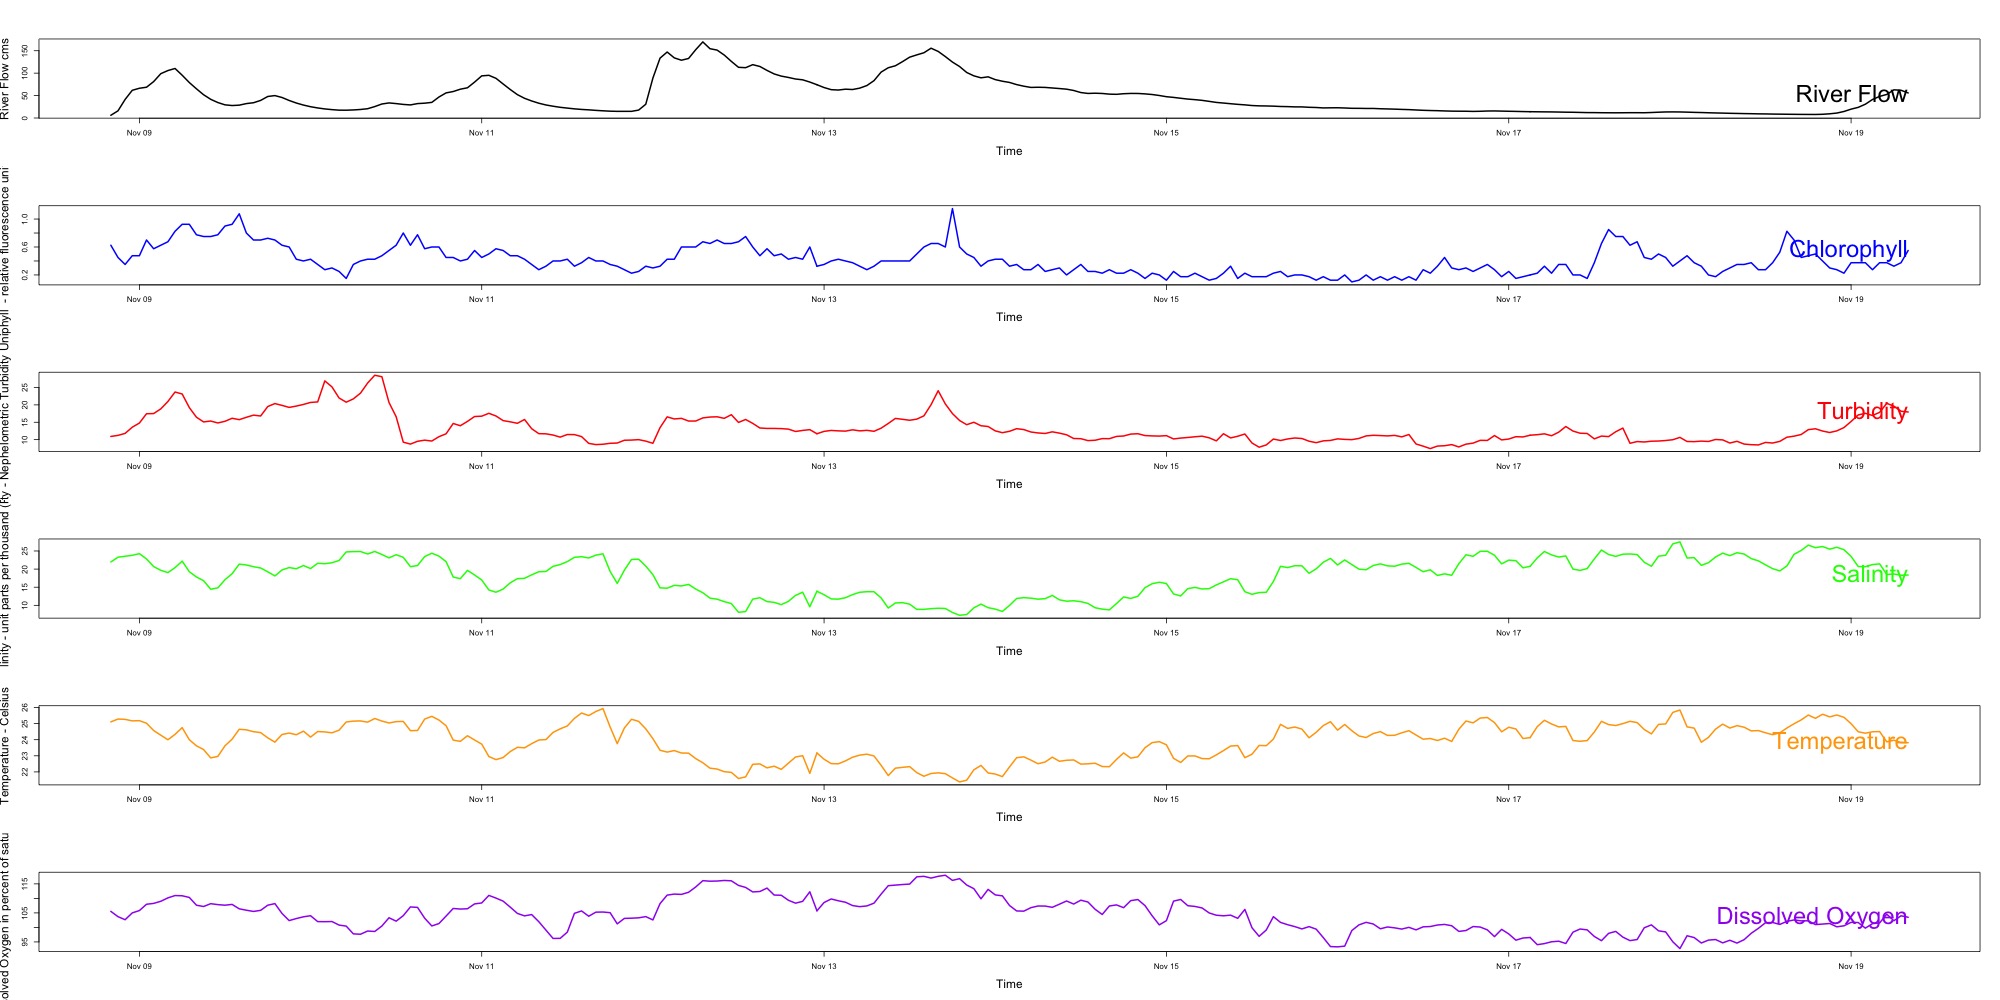 River Flow cms
150
100
50
0
River Flow
Nov 09
Nov 11
Nov 13
Nov 15
Nov 17
Nov 19
Time
- relative fluorescence uni
1.0
0.6
0.2
Chlorophyll
Nov 09
Nov 11
Nov 13
Nov 15
Nov 17
Nov 19
Time
- Nephelometric Turbidity
25
20
15
10
Turbidity
Nov 09
Nov 11
Nov 13
Nov 15
Nov 17
Nov 19
Time
linity - unit parts per thousand
25
20
15
10
Salinity
Nov 09
Nov 11
Nov 13
Nov 15
Nov 17
Nov 19
Time
Temperature - Celsius
26
25
24
23
22
Temperature
Nov 09
Nov 11
Nov 13
Nov 15
Nov 17
Nov 19
Time
olved Oxygen in percent of satu
115
105
95
Dissolved Oxygen
Nov 09
Nov 11
Nov 13
Nov 15
Nov 17
Nov 19
Time